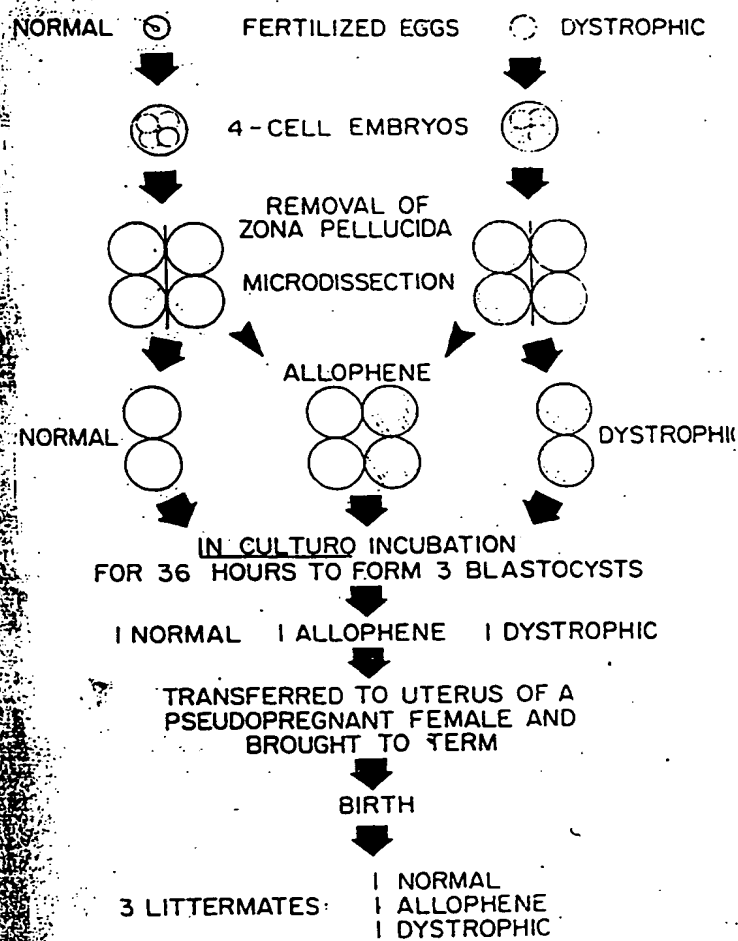 NORMAL FERTILIZED EGGS DYSTROPHIC
4-CELL EMBRYOS
REMOVAL OF
ZONA PELLUCIDA
MICRODISSECTION
ALLOPHENE
NORMAL DYSTROPHIC
IN CULTURO INCUBATION
FOR 36 HOURS TO FORM 3 BLASTOCYSTS
1 NORMAL 1 ALLOPHENE 1 DYSTROPHIC
TRANSFERRED TO UTERUS OF A
PSEUDOPREGNANT FEMALE AND
BROUGHT TO TERM
BIRTH
1 NORMAL
3 LITTERMATES: 1 ALLOPHENE
1 DYSTROPHIC